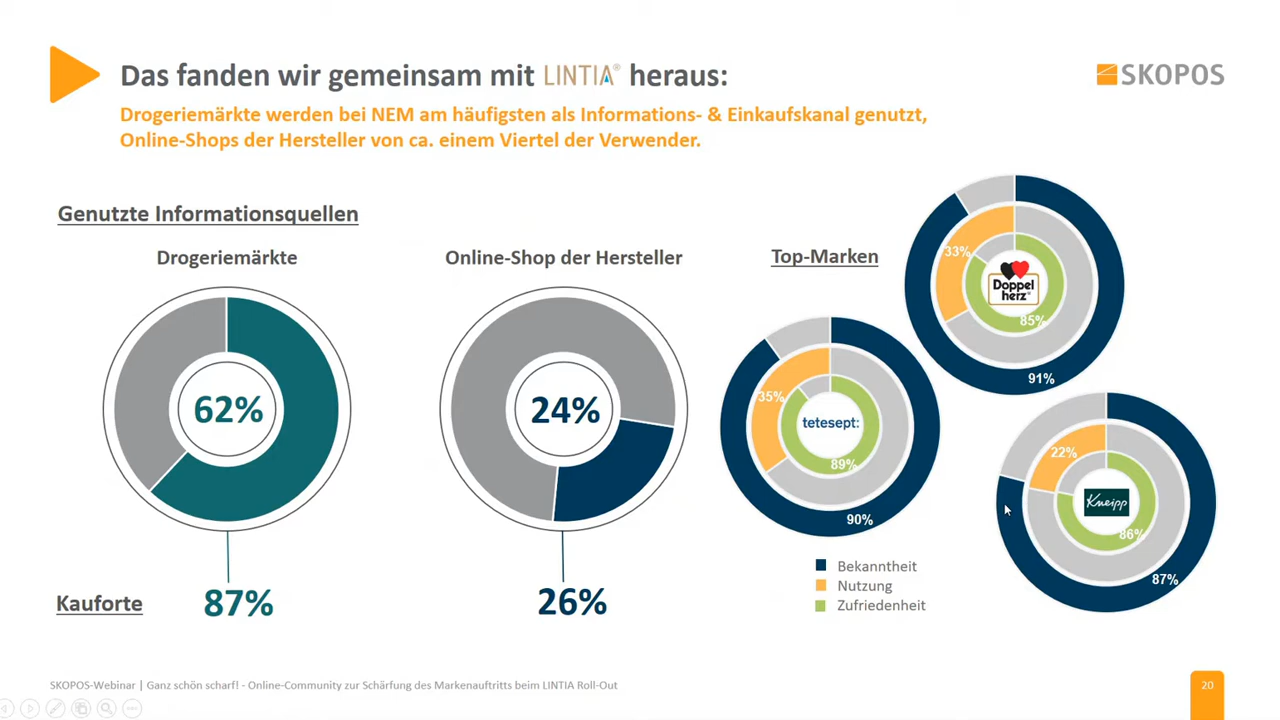 Das fanden wir gemeinsam mit LINTIA® heraus:
SKOPOS
Drogeriemärkte werden bei NEM am häufigsten als Informations- & Einkaufskanal genutzt,
Online-Shops der Hersteller von ca. einem Viertel der Verwender.
Genutzte Informationsquellen
Drogeriemärkte
Online-Shop der Hersteller
Top-Marken
62%
24%
33%
Doppel
herz®
85%
91%
35%
tetesept:
89%
90%
22%
Kneipp
86%
87%
Bekanntheit
Nutzung
Zufriedenheit
Kauforte
87%
26%
SKOPOS-Webinar | Ganz schön scharf! - Online-Community zur Schärfung des Markenauftritts beim LINTIA Roll-Out
20